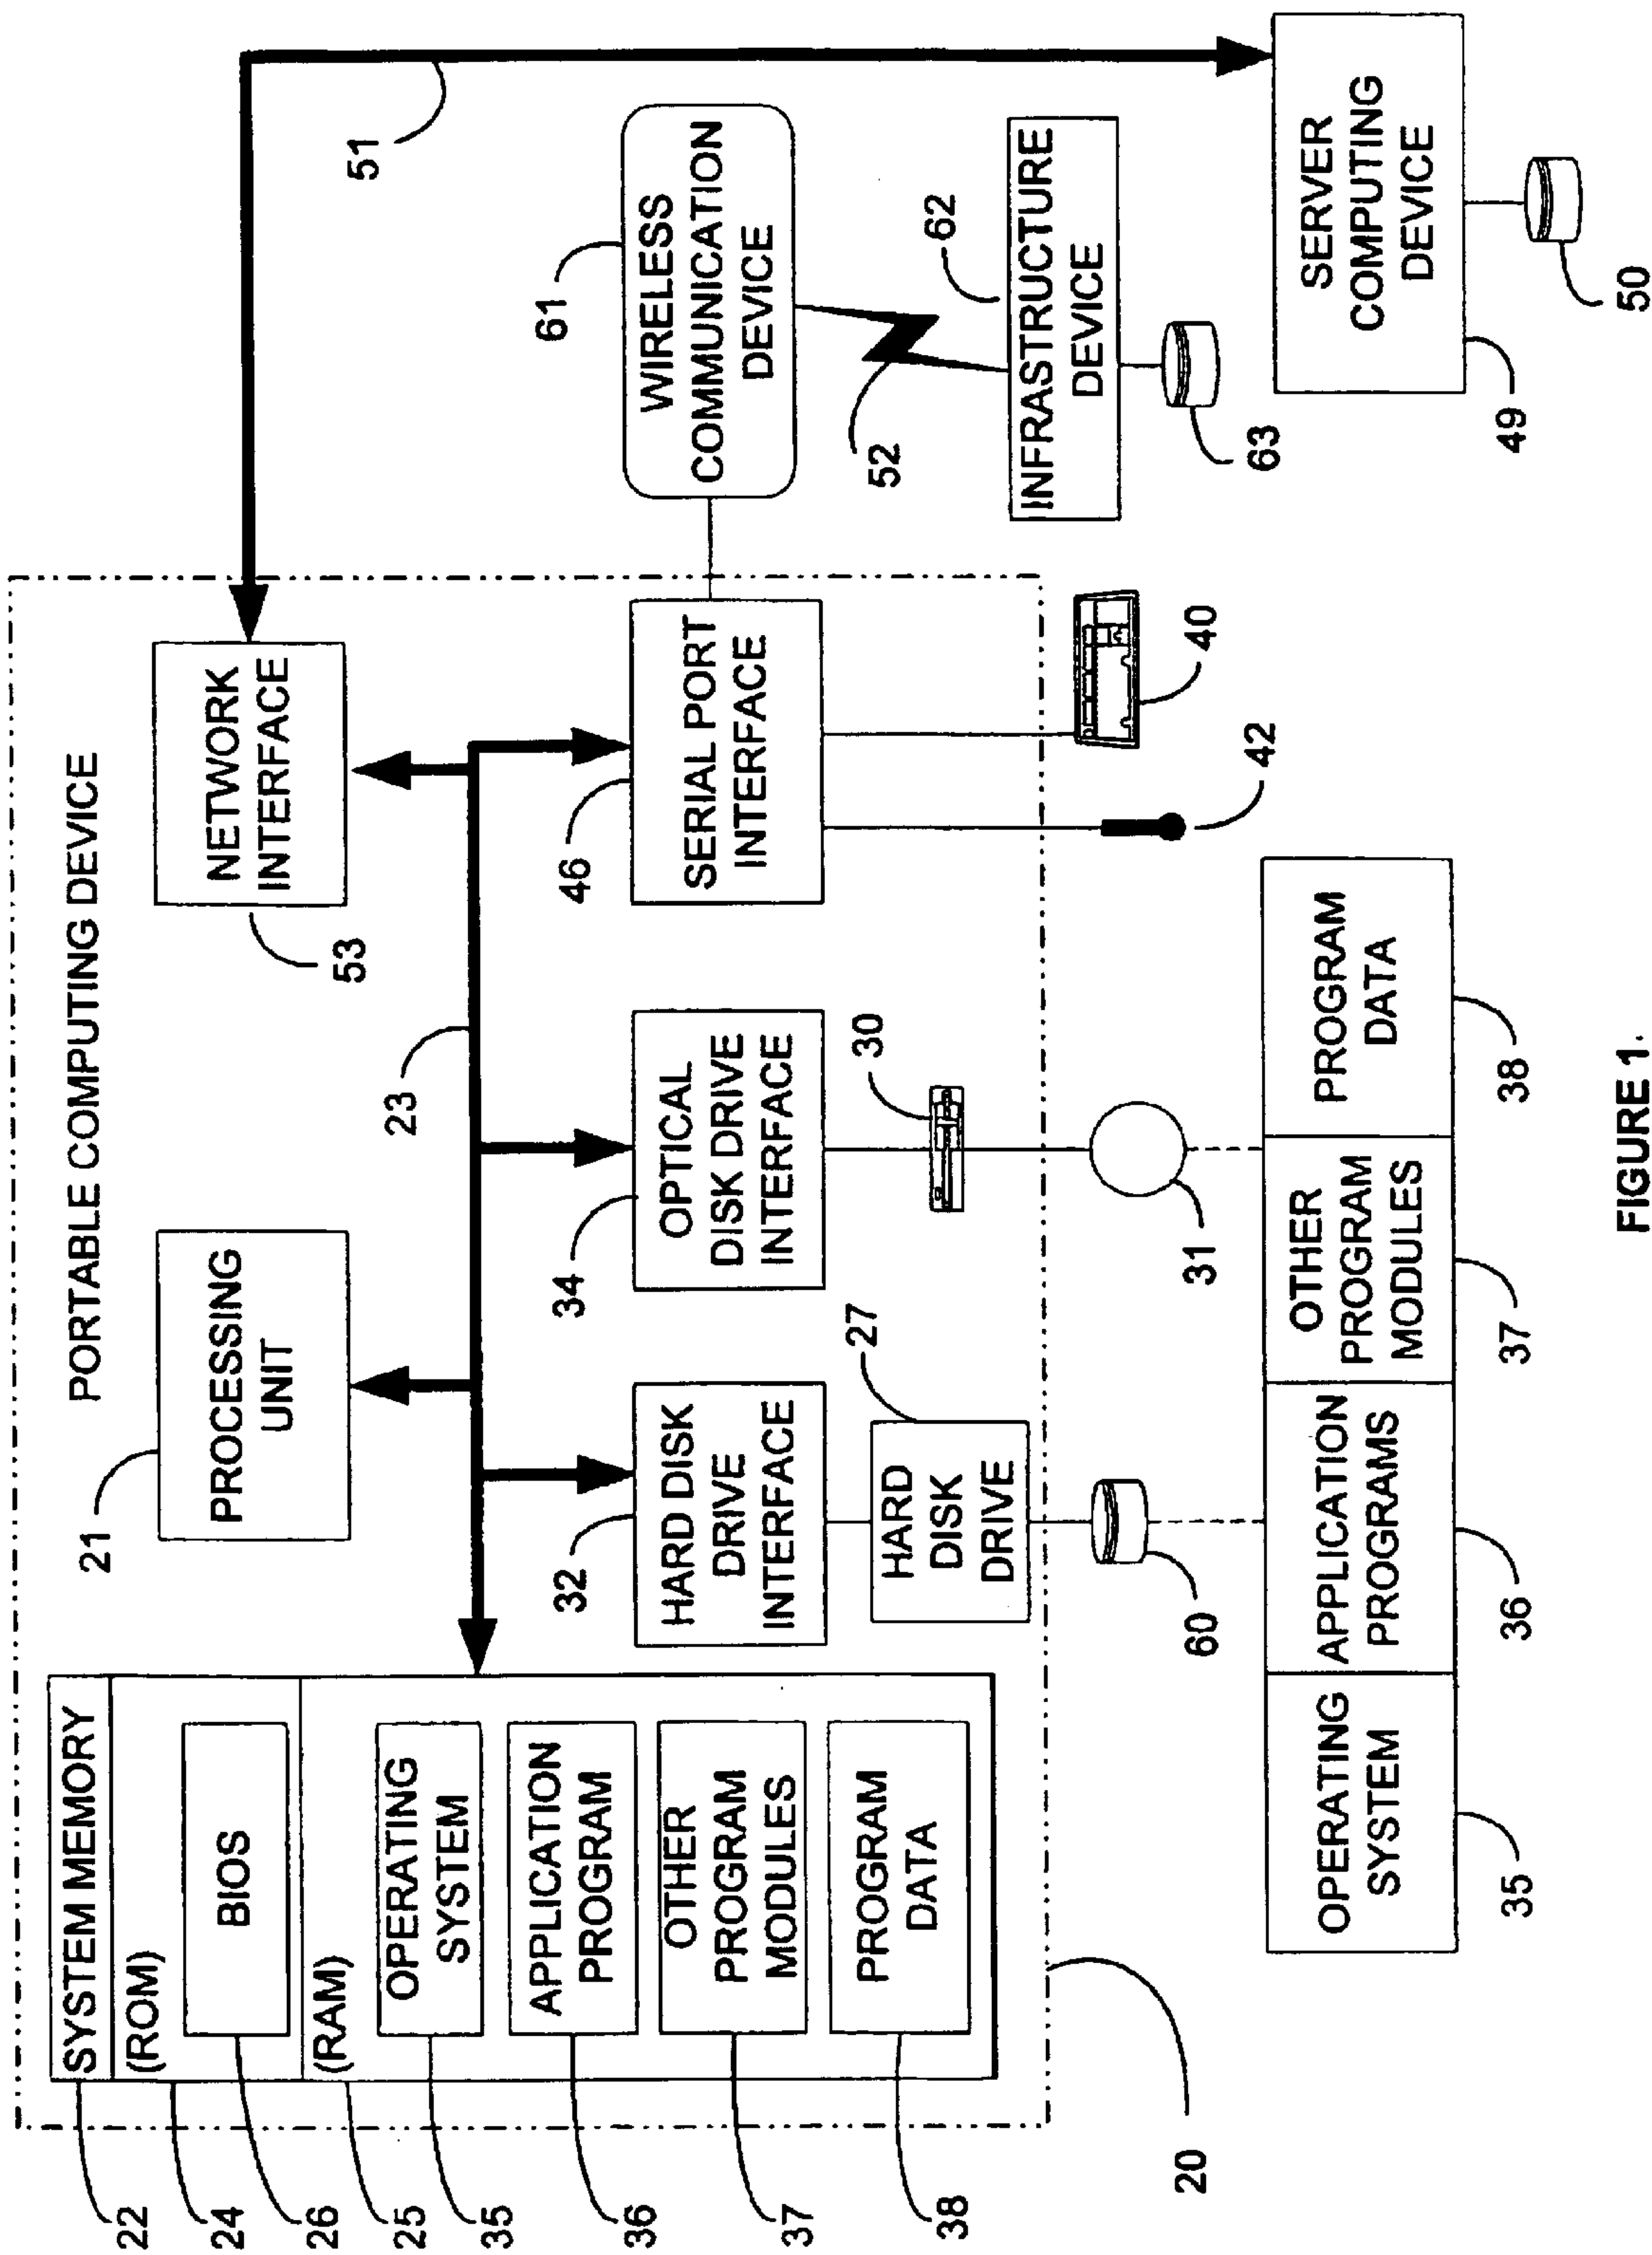 PORTABLE COMPUTING DEVICE
22
SYSTEM MEMORY
24
(ROM)
26
BIOS
25
(RAM)
35
OPERATING
SYSTEM
36
APPLICATION
PROGRAM
37
OTHER
PROGRAM
MODULES
38
PROGRAM
DATA
20
21
PROCESSING
UNIT
53
NETWORK
INTERFACE
51
23
32
HARD DISK
DRIVE
INTERFACE
34
OPTICAL
DISK DRIVE
INTERFACE
46
SERIAL PORT
INTERFACE
61
WIRELESS
COMMUNICATION
DEVICE
27
HARD
DISK
DRIVE
30
52
62
INFRASTRUCTURE
DEVICE
63
60
31
42
40
OPERATING
SYSTEM
35
APPLICATION
PROGRAMS
36
OTHER
PROGRAM
MODULES
37
PROGRAM
DATA
38
SERVER
COMPUTING
DEVICE
49
50
FIGURE 1